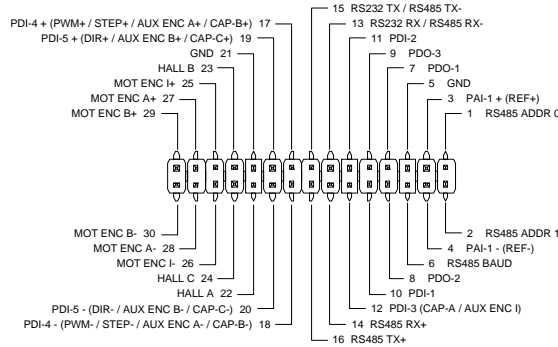 15 RS232 TX / RS485 TX-
PDI-4 + (PWM+ / STEP+ / AUX ENC A+ / CAP-B+) 17
13 RS232 RX / RS485 RX-
PDI-5 + (DIR+ / AUX ENC B+ / CAP-C+) 19
11 PDI-2
GND 21
9 PDO-3
HALL B 23
7 PDO-1
MOT ENC I+ 25
5 GND
MOT ENC A+ 27
3 PAI-1 + (REF+)
MOT ENC B+ 29
1 RS485 ADDR 0
MOT ENC B- 30
2 RS485 ADDR 1
MOT ENC A- 28
4 PAI-1 - (REF-)
MOT ENC I- 26
6 RS485 BAUD
HALL C 24
8 PDO-2
HALL A 22
10 PDI-1
PDI-5 - (DIR- / AUX ENC B- / CAP-C-) 20
12 PDI-3 (CAP-A / AUX ENC I)
PDI-4 - (PWM- / STEP- / AUX ENC A- / CAP-B-) 18
14 RS485 RX+
16 RS485 TX+